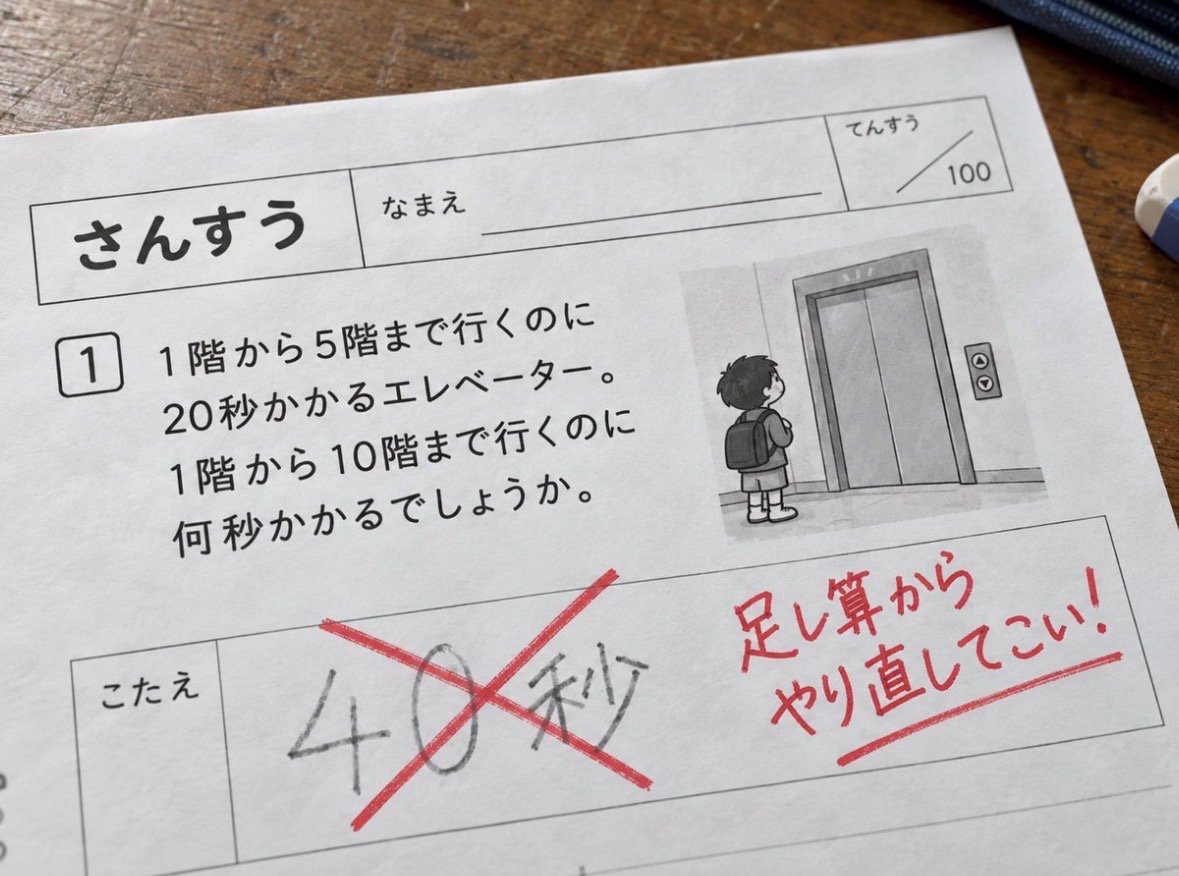 さんすう
なまえ
てんすう
/100
1
1階から5階まで行くのに
20秒かかるエレベーター。
1階から10階まで行くのに
何秒かかるでしょうか。
こたえ
40秒
足し算から
やり直してこい!